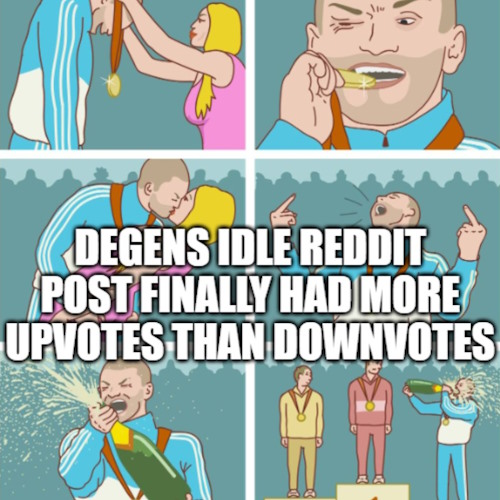 DEGENS IDLE REDDIT
POST FINALLY HAD MORE
UPVOTES THAN DOWNVOTES